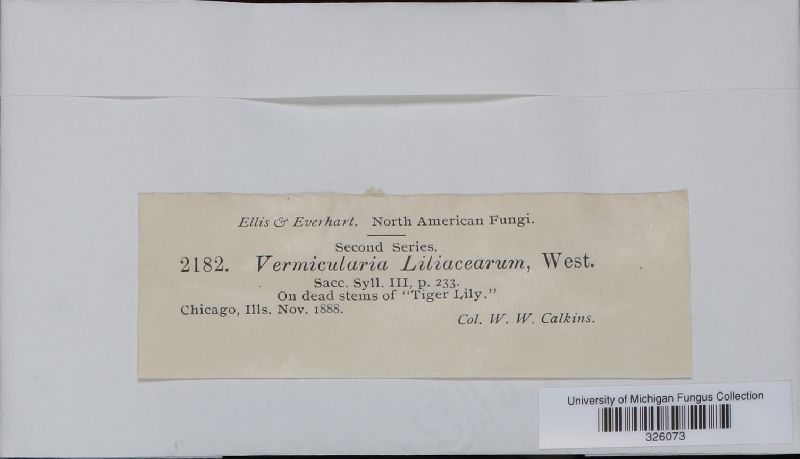 Ellis & Everhart. North American Fungi.
Second Series.
2182. Vermicularia Liliacearum, West.
Sacc. Syll. III, p. 233.
On dead stems of "Tiger Lily."
Chicago, Ills. Nov. 1888.
Col. W. W. Calkins.
University of Michigan Fungus Collection
326073